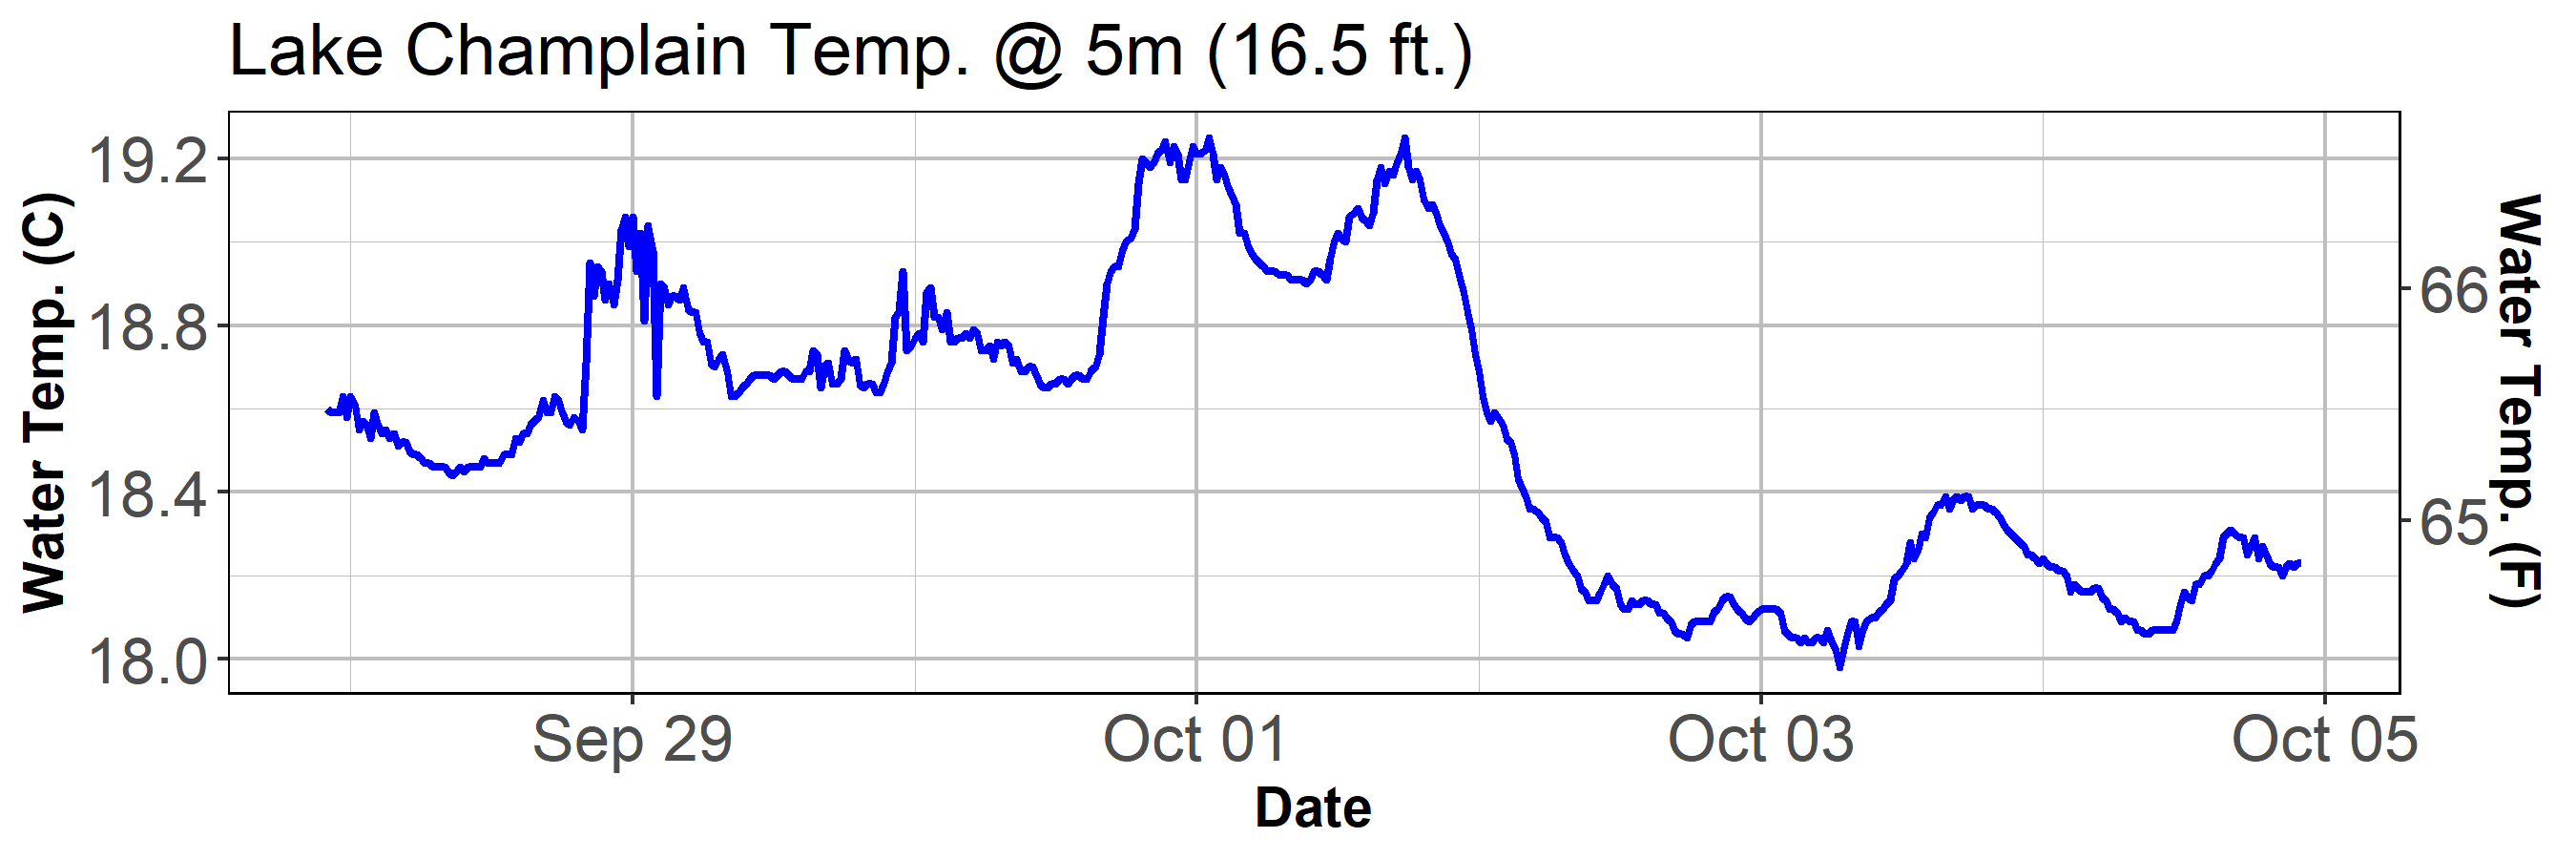 Lake Champlain Temp. @ 5m (16.5 ft.)
Water Temp. (C)
19.2
18.8
18.4
18.0
66
65
Water Temp. (F)
Sep 29
Oct 01
Oct 03
Oct 05
Date